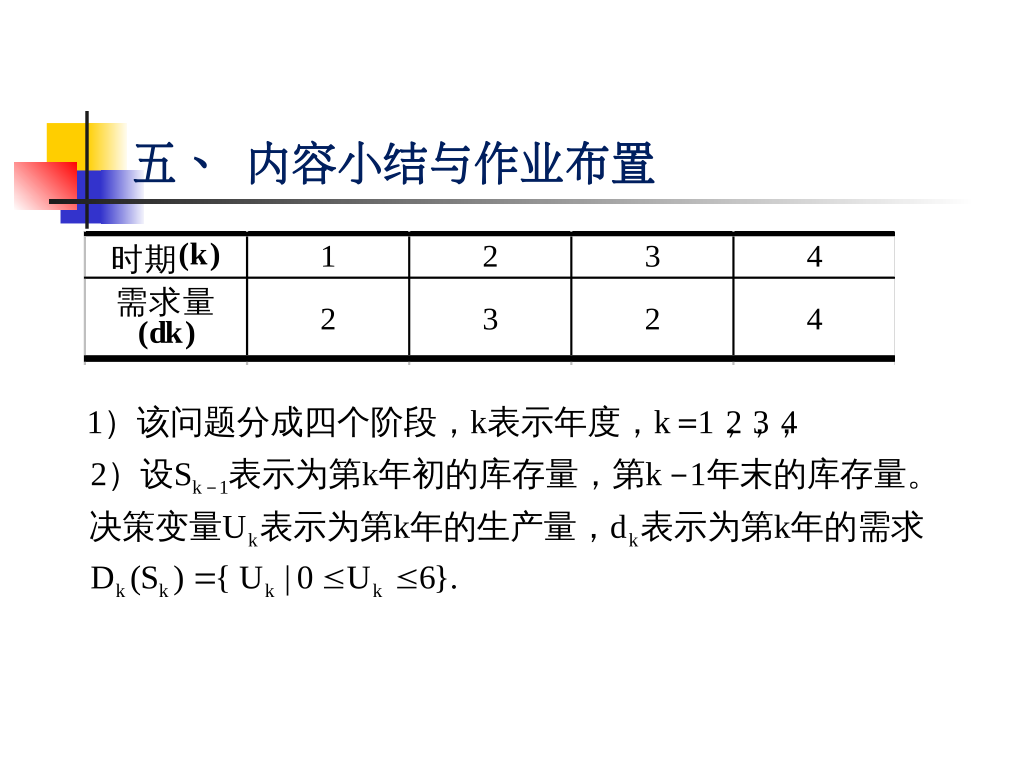 五、 内容小结与作业布置
时期(k) 1 2 3 4
需求量
(dk) 2 3 2 4
1）该问题分成四个阶段，k表示年度，k＝1，2，3，4
2）设Sk－1表示为第k年初的库存量，第k－1年末的库存量。
决策变量Uk表示为第k年的生产量，dk表示为第k年的需求
Dk(Sk)＝{ Uk | 0 ≤Uk ≤6}.